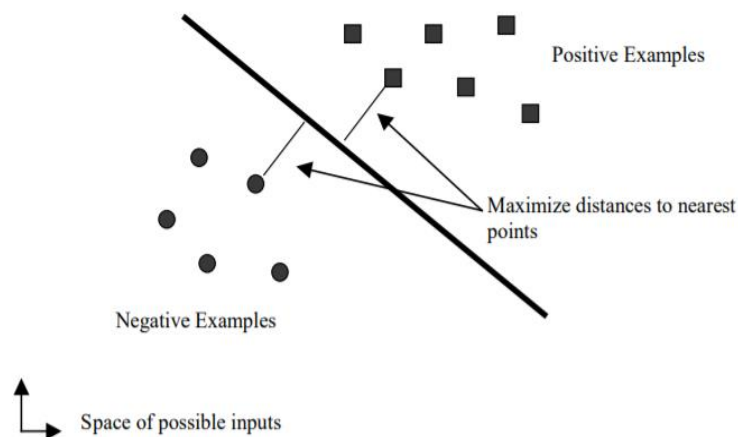 Positive Examples
Maximize distances to nearest
points
Negative Examples
Space of possible inputs